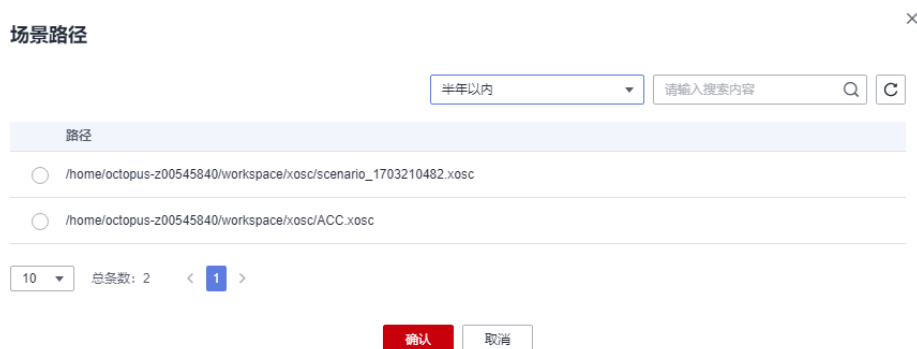 场景路径
半年以内
请输入搜索内容
路径
/home/octopus-z00545840/workspace/xosc/scenario_1703210482.xosc
/home/octopus-z00545840/workspace/xosc/ACC.xosc
10 总条数: 2 < 1 >
确认 取消